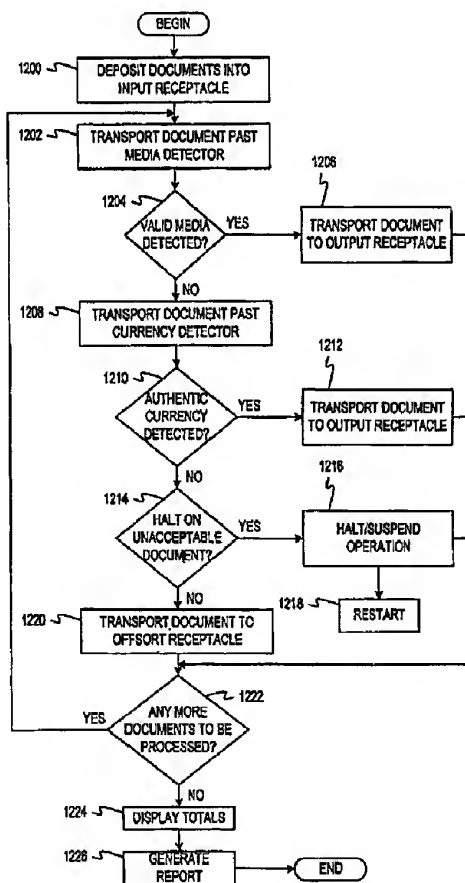 BEGIN
1200
DEPOSIT DOCUMENTS INTO
INPUT RECEPTACLE
1202
TRANSPORT DOCUMENT PAST
MEDIA DETECTOR
1204
VALID MEDIA
DETECTED?
YES
1206
TRANSPORT DOCUMENT
TO OUTPUT RECEPTACLE
NO
1208
TRANSPORT DOCUMENT PAST
CURRENCY DETECTOR
1210
AUTHENTIC
CURRENCY
DETECTED?
YES
1212
TRANSPORT DOCUMENT
TO OUTPUT RECEPTACLE
NO
1214
HALT ON
UNACCEPTABLE
DOCUMENT?
YES
1216
HALT/SUSPEND
OPERATION
1218
RESTART
NO
1220
TRANSPORT DOCUMENT TO
OFFSORT RECEPTACLE
1222
YES
ANY MORE
DOCUMENTS TO BE
PROCESSED?
NO
1224
DISPLAY TOTALS
1226
GENERATE
REPORT
END